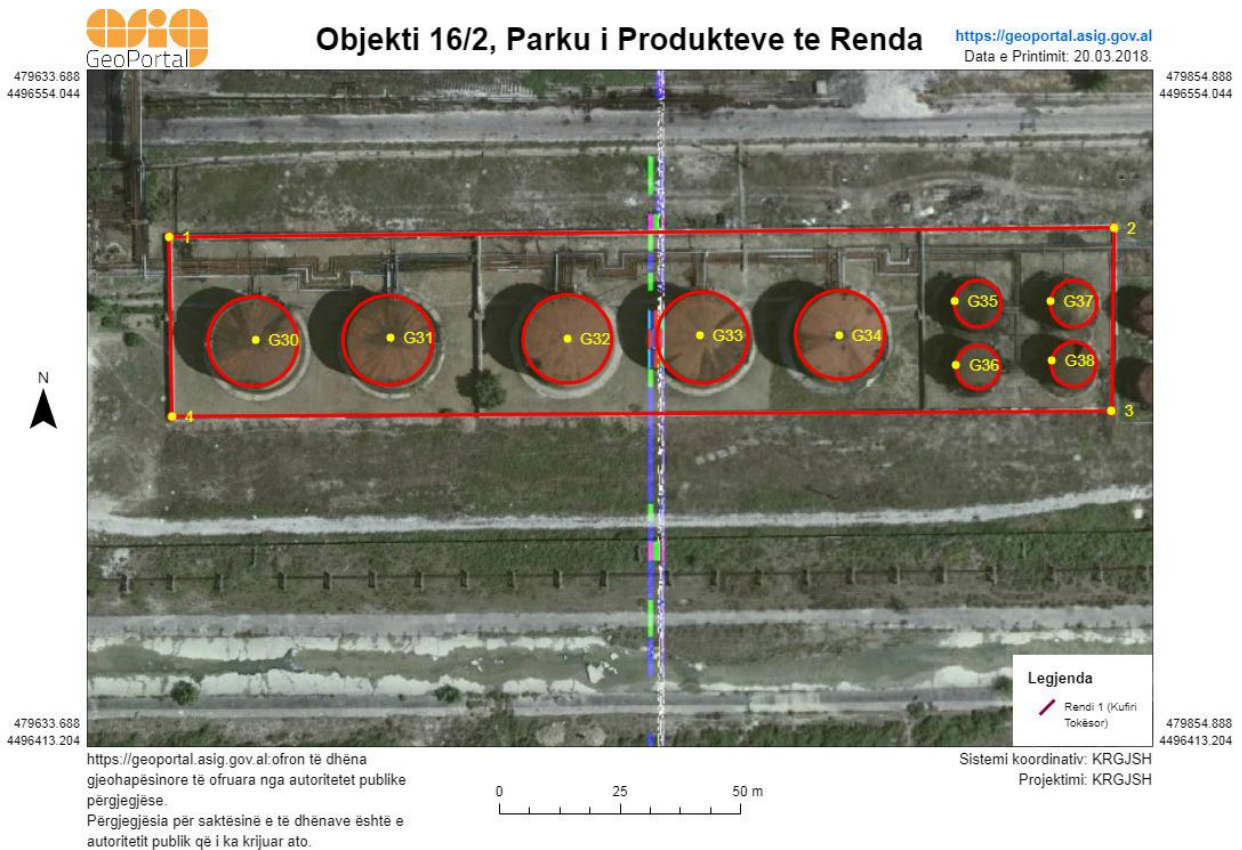 asig
GeoPortal
Objekti 16/2, Parku i Produkteve te Renda
https://geoportal.asig.gov.al
Data e Printimit: 20.03.2018.
479633.688
4496554.044
479854.888
4496554.044
1
2
G30
G31
G32
G33
G34
G35
G37
G36
G38
4
3
N
Legjenda
Rendi 1 (Kufiri
Tokësor)
479633.688
4496413.204
479854.888
4496413.204
https://geoportal.asig.gov.al:ofron të dhëna
gjeohapësinore të ofruara nga autoritetet publike
përgjegjëse.
Përgjegjësia për saktësinë e të dhënave është e
autoritetit publik që i ka krijuar ato.
0 25 50 m
Sistemi koordinativ: KRGJSH
Projektimi: KRGJSH